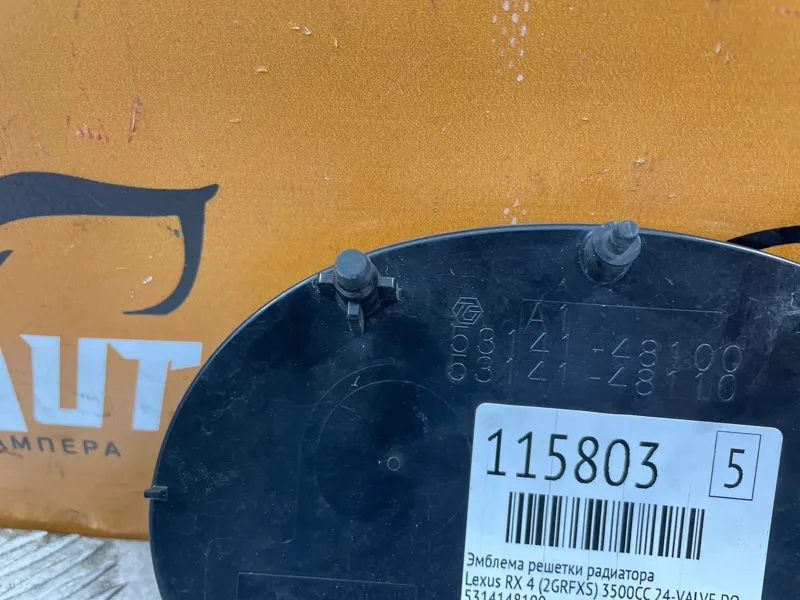 AUT
АМПЕРА
A1
53141-48100
53141-48110
115803
5
Эмблема решетки радиатора
Lexus RX 4 (2GRFXS) 3500CC 24-VALVE DO
5314148100